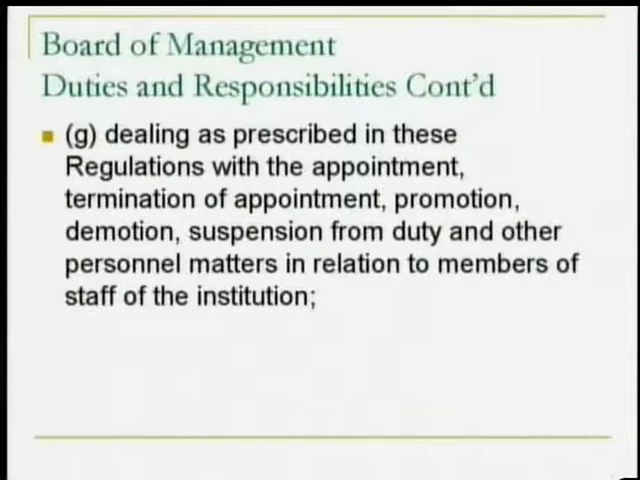 Board of Management
Duties and Responsibilities Cont'd
(g) dealing as prescribed in these
Regulations with the appointment,
termination of appointment, promotion,
demotion, suspension from duty and other
personnel matters in relation to members of
staff of the institution;